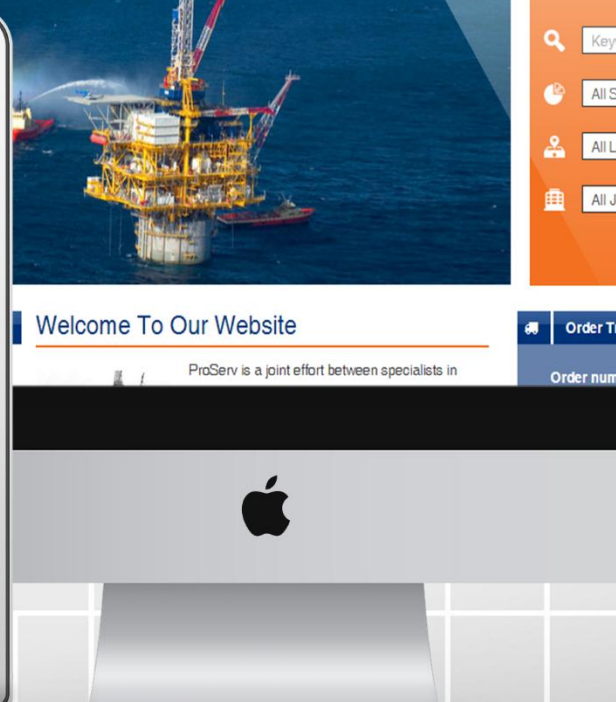 Key
All S
All L
All J
Welcome To Our Website
Order Tr
ProServ is a joint effort between specialists in
Order num